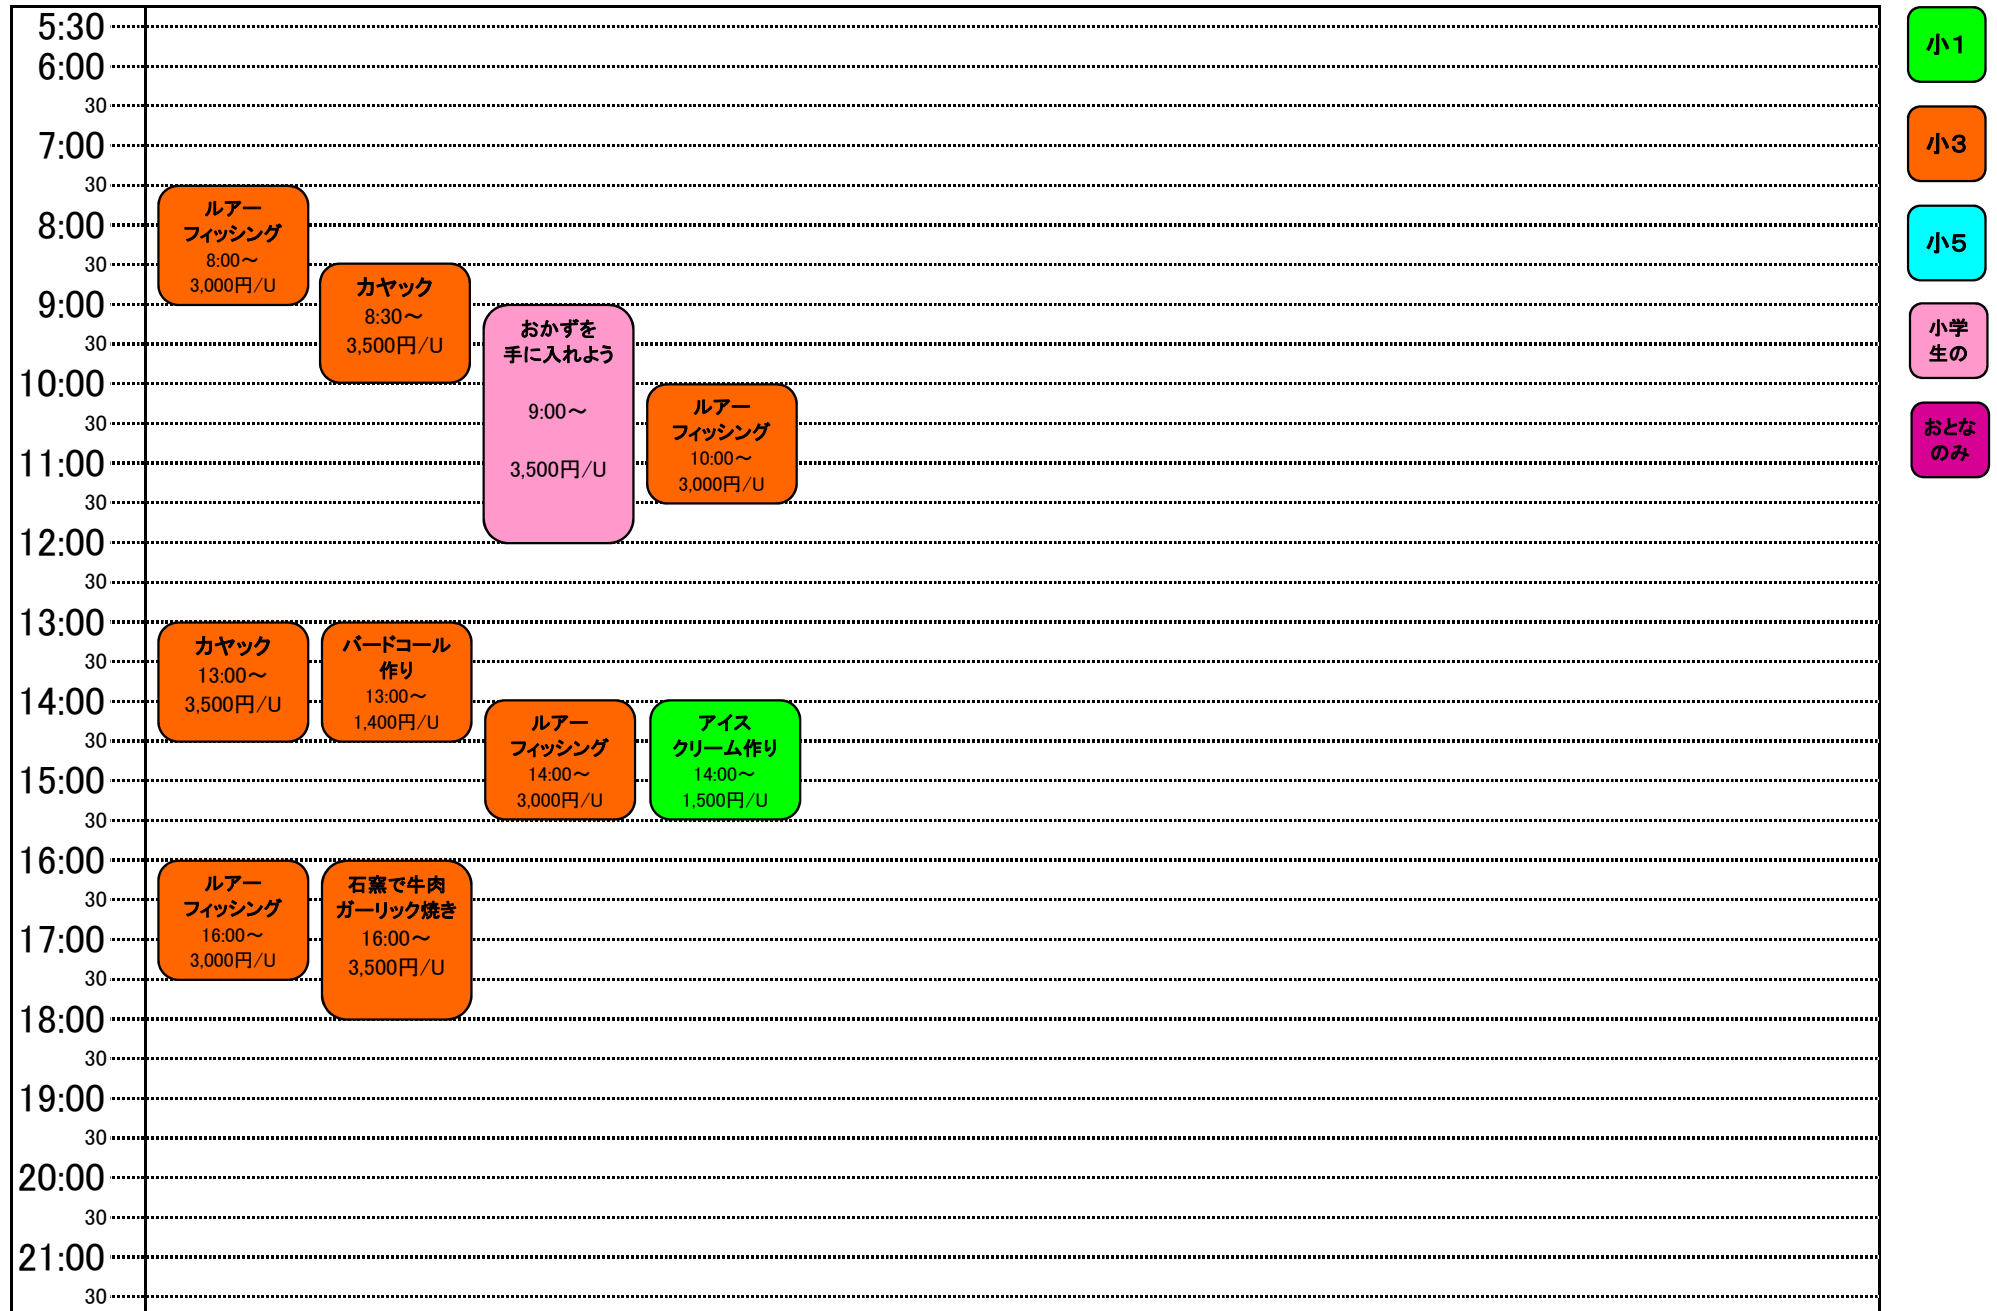 5:30
6:00
30
7:00
30
8:00
30
9:00
30
10:00
30
11:00
30
12:00
30
13:00
30
14:00
30
15:00
30
16:00
30
17:00
30
18:00
30
19:00
30
20:00
30
21:00
30
ルアー
フィッシング
8:00～
3,000円/U
カヤック
8:30～
3,500円/U
おかずを
手に入れよう
9:00～
3,500円/U
ルアー
フィッシング
10:00～
3,000円/U
カヤック
13:00～
3,500円/U
バードコール
作り
13:00～
1,400円/U
ルアー
フィッシング
14:00～
3,000円/U
アイス
クリーム作り
14:00～
1,500円/U
ルアー
フィッシング
16:00～
3,000円/U
石窯で牛肉
ガーリック焼き
16:00～
3,500円/U
小1
小3
小5
小学
生の
おとな
のみ